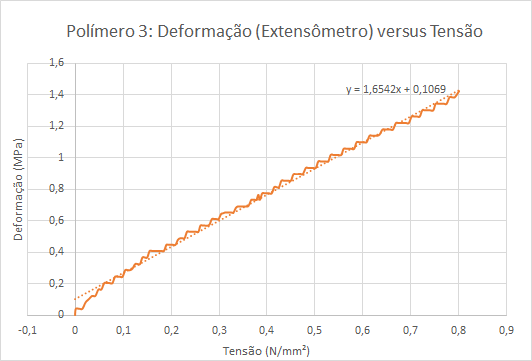 Polímero 3: Deformação (Extensômetro) versus Tensão
1,6
y = 1,6542x + 0,1069
1,4
1,2
1
0,8
0,6
0,4
0,2
0
-0,1 0 0,1 0,2 0,3 0,4 0,5 0,6 0,7 0,8 0,9
Deformação (MPa)
Tensão (N/mm²)